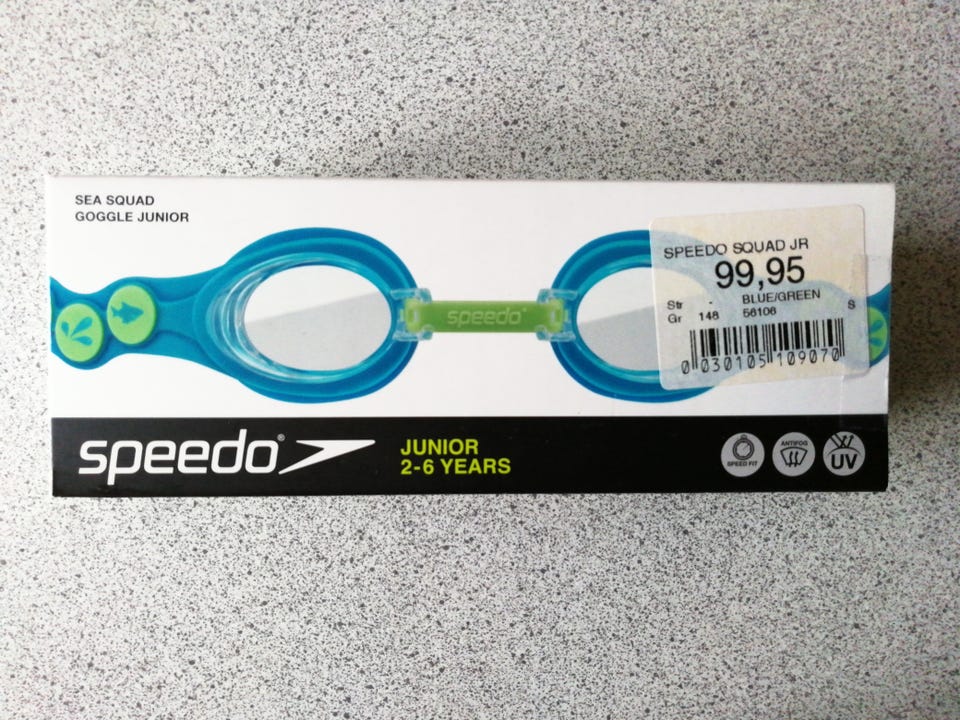 SEA SQUAD
GOGGLE JUNIOR
speedo
SPEEDO SQUAD JR
99,95
Str - BLUE/GREEN S
Gr 148 56106
0 030105 109070
speedo®
JUNIOR
2-6 YEARS
SPEED FIT
ANTIFOG
UV